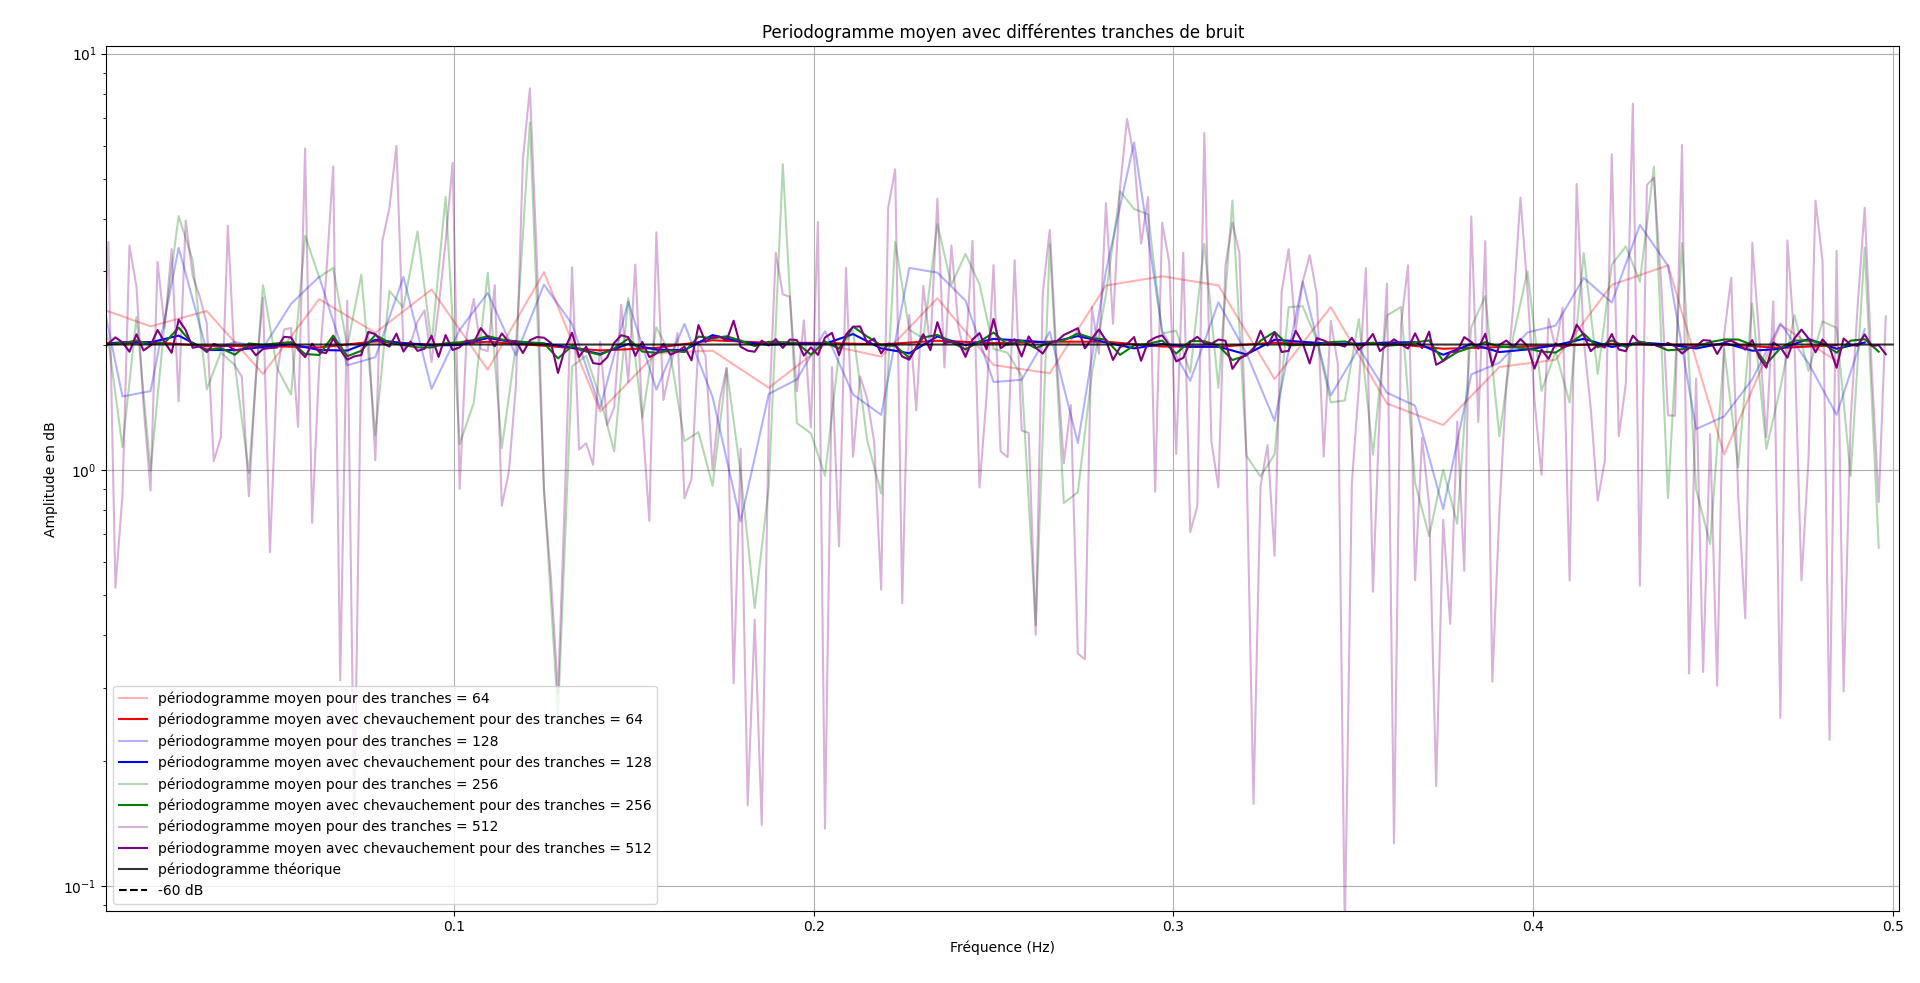 Periodogramme moyen avec différentes tranches de bruit
Amplitude en dB
10¹
10⁰
10⁻¹
périodogramme moyen pour des tranches = 64
périodogramme moyen avec chevauchement pour des tranches = 64
périodogramme moyen pour des tranches = 128
périodogramme moyen avec chevauchement pour des tranches = 128
périodogramme moyen pour des tranches = 256
périodogramme moyen avec chevauchement pour des tranches = 256
périodogramme moyen pour des tranches = 512
périodogramme moyen avec chevauchement pour des tranches = 512
périodogramme théorique
-60 dB
0.1 0.2 0.3 0.4 0.5
Fréquence (Hz)